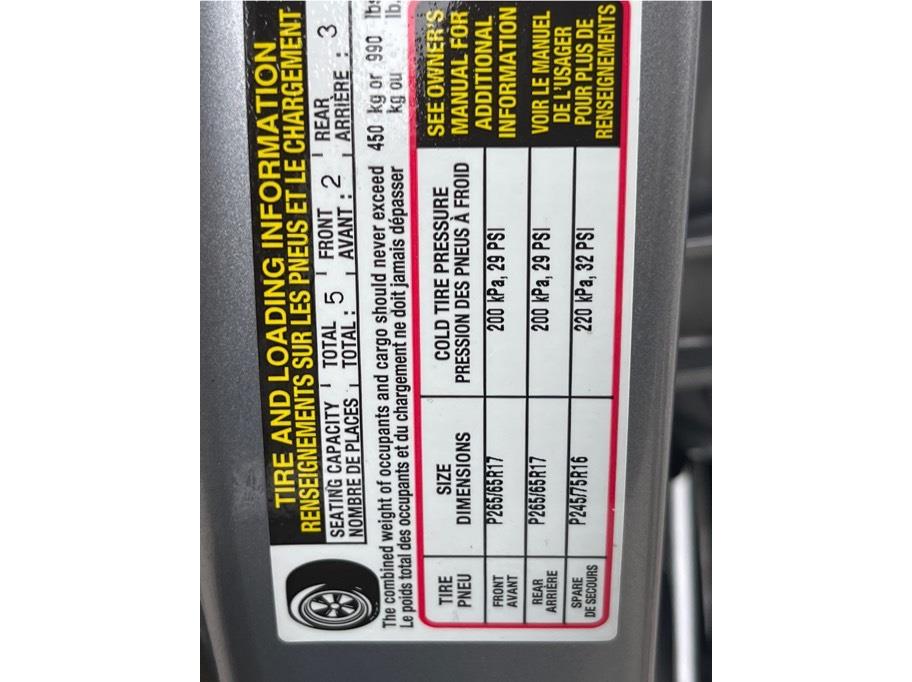 TIRE AND LOADING INFORMATION
RENSEIGNEMENTS SUR LES PNEUS ET LE CHARGEMENT
SEATING CAPACITY TOTAL 5 FRONT 2 REAR 3
NOMBRE DE PLACES TOTAL : AVANT : ARRIÈRE :
The combined weight of occupants and cargo should never exceed 450 kg or 990 lbs
Le poids total des occupants et du chargement ne doit jamais dépasser kg ou lb.
TIRE SIZE COLD TIRE PRESSURE
PNEU DIMENSIONS PRESSION DES PNEUS À FROID
FRONT P265/65R17 200 kPa, 29 PSI
AVANT
REAR P265/65R17 200 kPa, 29 PSI
ARRIÈRE
SPARE P245/75R16 220 kPa, 32 PSI
DE SECOURS
SEE OWNER'S
MANUAL FOR
ADDITIONAL
INFORMATION
VOIR LE MANUEL
DE L'USAGER
POUR PLUS DE
RENSEIGNEMENTS